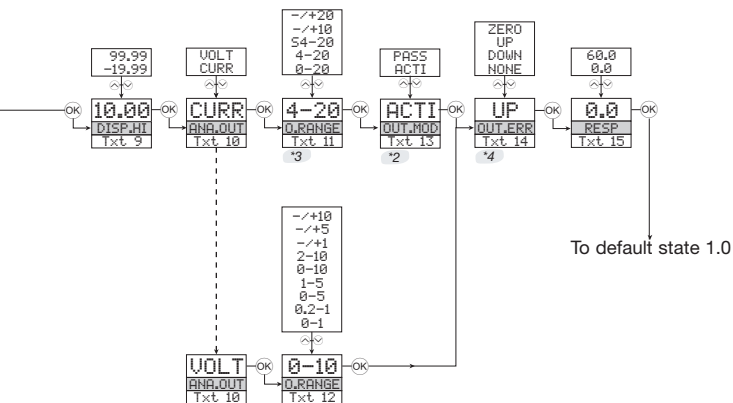 99.99
-19.99
OK
10.00
DISP.HI
Txt 9
VOLT
CURR
OK
CURR
ANA.OUT
Txt 10
-/+20
-/+10
S4-20
4-20
0-20
OK
4-20
O.RANGE
Txt 11
*3
PASS
ACTI
OK
ACTI
OUT.MOD
Txt 13
*2
ZERO
UP
DOWN
NONE
OK
UP
OUT.ERR
Txt 14
*4
60.0
0.0
OK
0.0
RESP
Txt 15
OK
To default state 1.0
VOLT
ANA.OUT
Txt 10
OK
-/+10
-/+5
-/+1
2-10
0-10
1-5
0-5
0.2-1
0-1
0-10
O.RANGE
Txt 12
OK